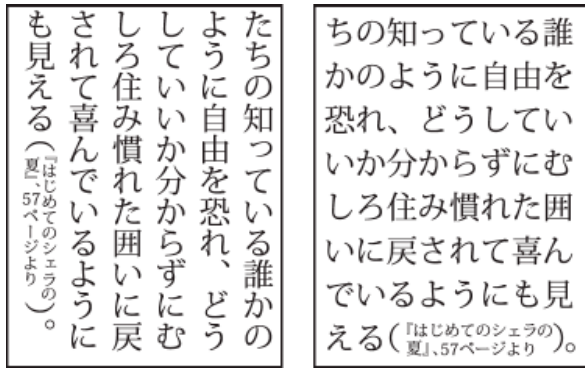 たちの知っている誰かの
ように自由を恐れ、どう
していいか分からずにむ
しろ住み慣れた囲いに戻
されて喜んでいるように
も見える(『はじめてのシェラの
夏』、57ページより)。
ちの知っている誰
かのように自由を
恐れ、どうしてい
いか分からずにむ
しろ住み慣れた囲
いに戻されて喜ん
でいるようにも見
える(『はじめてのシェラの
夏』、57ページより)。